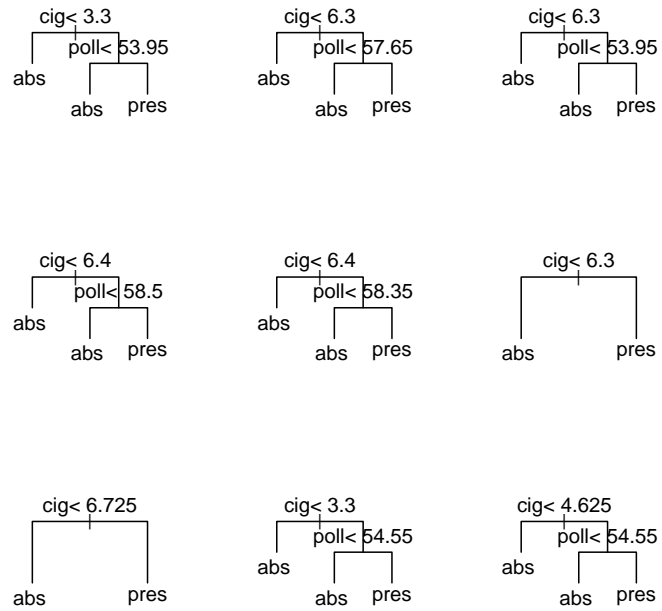 cig< 3.3
poll< 53.95
abs
abs
pres
cig< 6.3
poll< 57.65
abs
abs
pres
cig< 6.3
poll< 53.95
abs
abs
pres
cig< 6.4
poll< 58.5
abs
abs
pres
cig< 6.4
poll< 58.35
abs
abs
pres
cig< 6.3
abs
pres
cig< 6.725
abs
pres
cig< 3.3
poll< 54.55
abs
abs
pres
cig< 4.625
poll< 54.55
abs
abs
pres